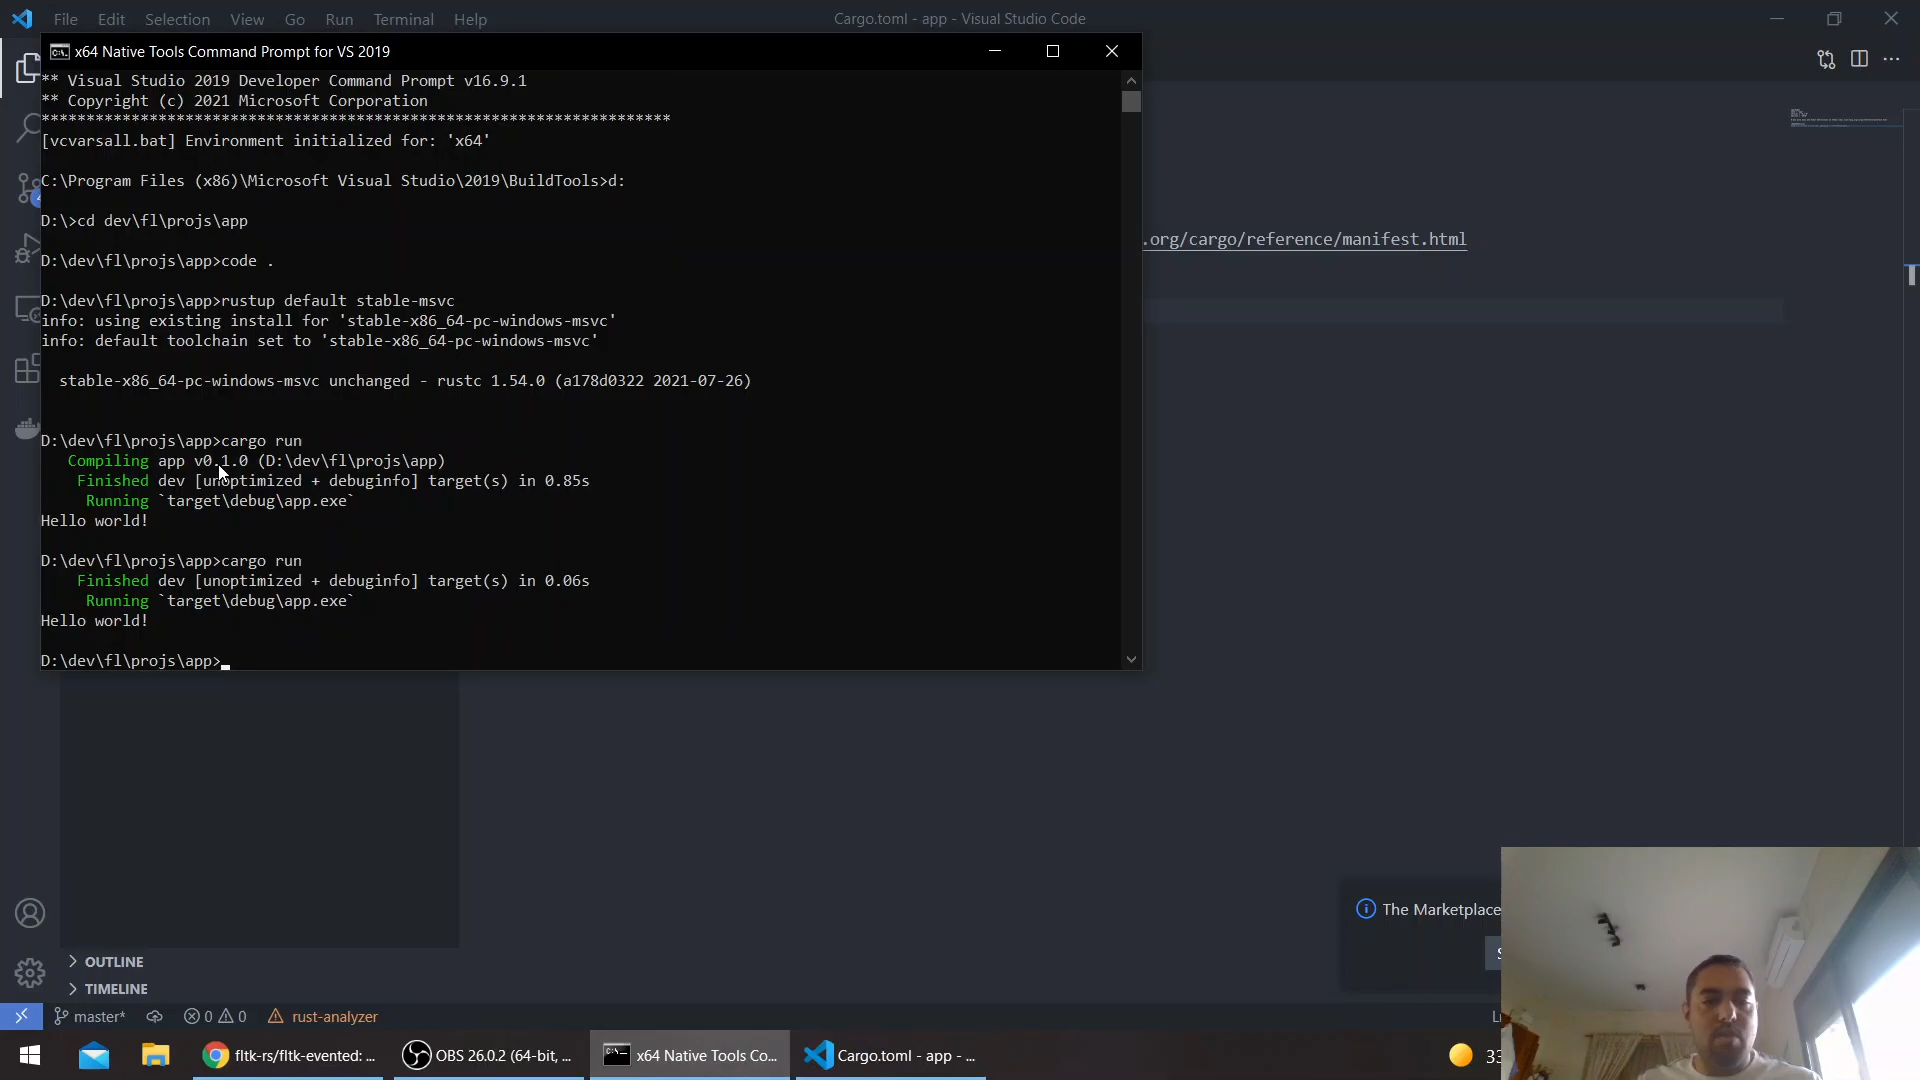 File Edit Selection View Go Run Terminal Help
Cargo.toml - app - Visual Studio Code
x64 Native Tools Command Prompt for VS 2019
** Visual Studio 2019 Developer Command Prompt v16.9.1
** Copyright (c) 2021 Microsoft Corporation
**********************************************************************
[vcvarsall.bat] Environment initialized for: 'x64'
C:\Program Files (x86)\Microsoft Visual Studio\2019\BuildTools>d:
D:\>cd dev\fl\projs\app
.org/cargo/reference/manifest.html
D:\dev\fl\projs\app>code .
D:\dev\fl\projs\app>rustup default stable-msvc
info: using existing install for 'stable-x86_64-pc-windows-msvc'
info: default toolchain set to 'stable-x86_64-pc-windows-msvc'
stable-x86_64-pc-windows-msvc unchanged - rustc 1.54.0 (a178d0322 2021-07-26)
D:\dev\fl\projs\app>cargo run
Compiling app v0.1.0 (D:\dev\fl\projs\app)
Finished dev [unoptimized + debuginfo] target(s) in 0.85s
Running `target\debug\app.exe`
Hello world!
D:\dev\fl\projs\app>cargo run
Finished dev [unoptimized + debuginfo] target(s) in 0.06s
Running `target\debug\app.exe`
Hello world!
D:\dev\fl\projs\app>
The Marketplace
OUTLINE
TIMELINE
master* 0 0 rust-analyzer
fltk-rs/fltk-evented: ...
OBS 26.0.2 (64-bit, ...
x64 Native Tools Co...
Cargo.toml - app - ...
33